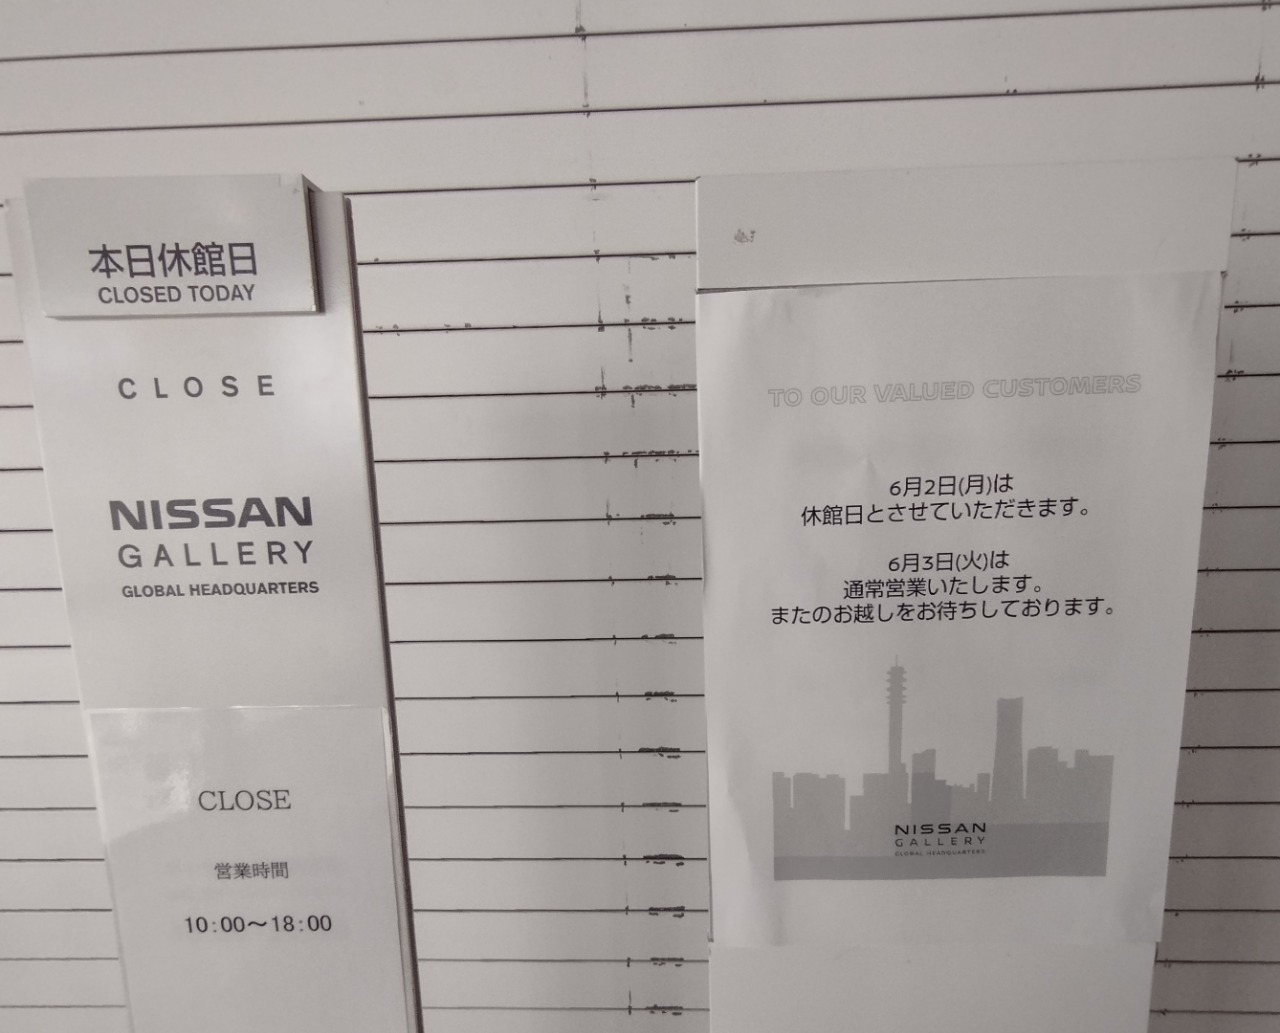 本日休館日
CLOSED TODAY
CLOSE
NISSAN
GALLERY
GLOBAL HEADQUARTERS
CLOSE
営業時間
10:00～18:00
TO OUR VALUED CUSTOMERS
6月2日(月)は
休館日とさせていただきます。
6月3日(火)は
通常営業いたします。
またのお越しをお待ちしております。
NISSAN
GALLERY
GLOBAL HEADQUARTERS